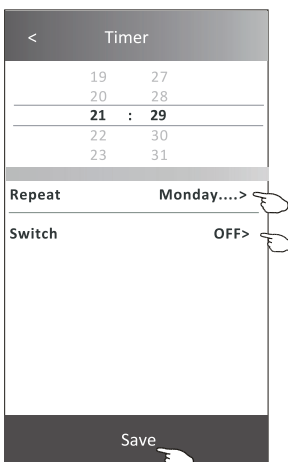 < Timer
19 27
20 28
21 : 29
22 30
23 31
Repeat Monday....>
Switch OFF>
Save